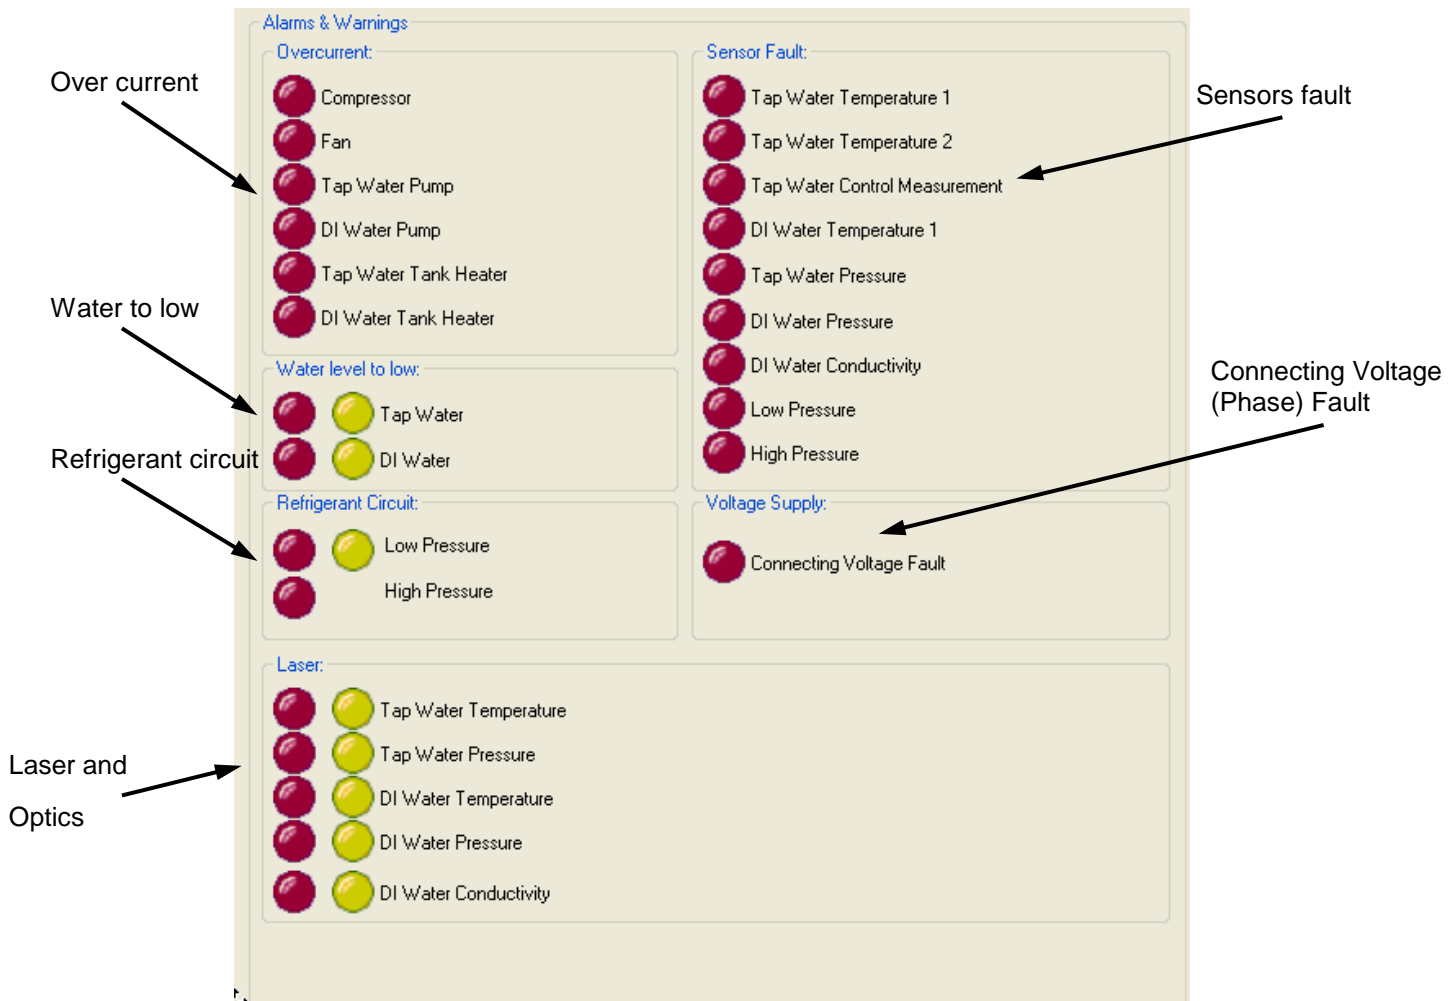 Alarms & Warnings
Overcurrent:
Compressor
Fan
Tap Water Pump
DI Water Pump
Tap Water Tank Heater
DI Water Tank Heater
Water level to low:
Tap Water
DI Water
Refrigerant Circuit:
Low Pressure
High Pressure
Sensor Fault:
Tap Water Temperature 1
Tap Water Temperature 2
Tap Water Control Measurement
DI Water Temperature 1
Tap Water Pressure
DI Water Pressure
DI Water Conductivity
Low Pressure
High Pressure
Voltage Supply:
Connecting Voltage Fault
Laser:
Tap Water Temperature
Tap Water Pressure
DI Water Temperature
DI Water Pressure
DI Water Conductivity
Over current
Water to low
Refrigerant circuit
Laser and
Optics
Sensors fault
Connecting Voltage
(Phase) Fault